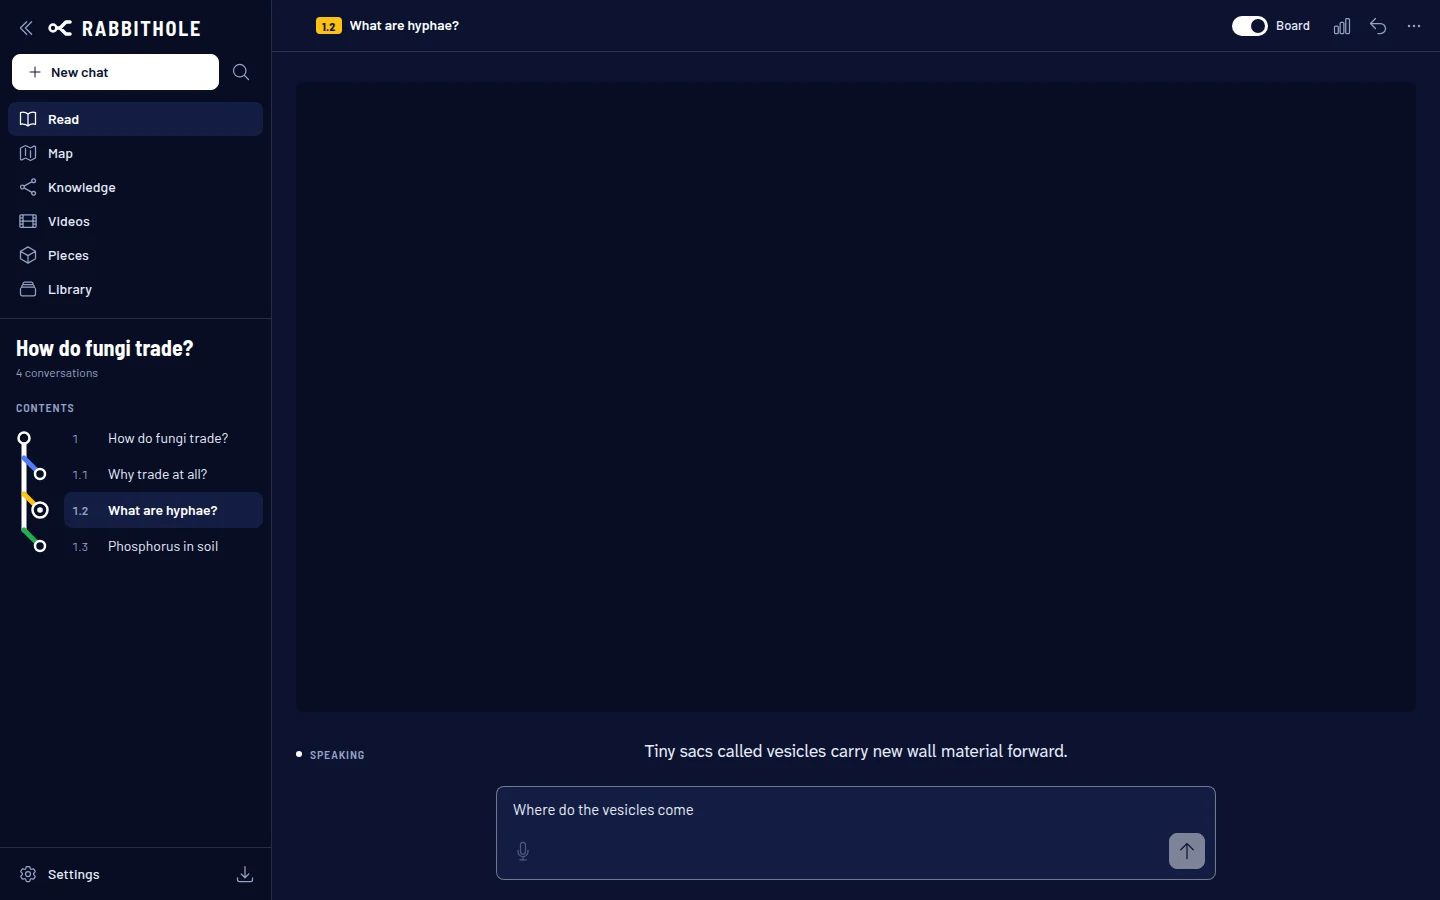 RABBITHOLE
New chat
Read
Map
Knowledge
Videos
Pieces
Library
How do fungi trade?
4 conversations
CONTENTS
1 How do fungi trade?
1.1 Why trade at all?
1.2 What are hyphae?
1.3 Phosphorus in soil
Settings
1.2 What are hyphae?
Board
SPEAKING
Tiny sacs called vesicles carry new wall material forward.
Where do the vesicles come